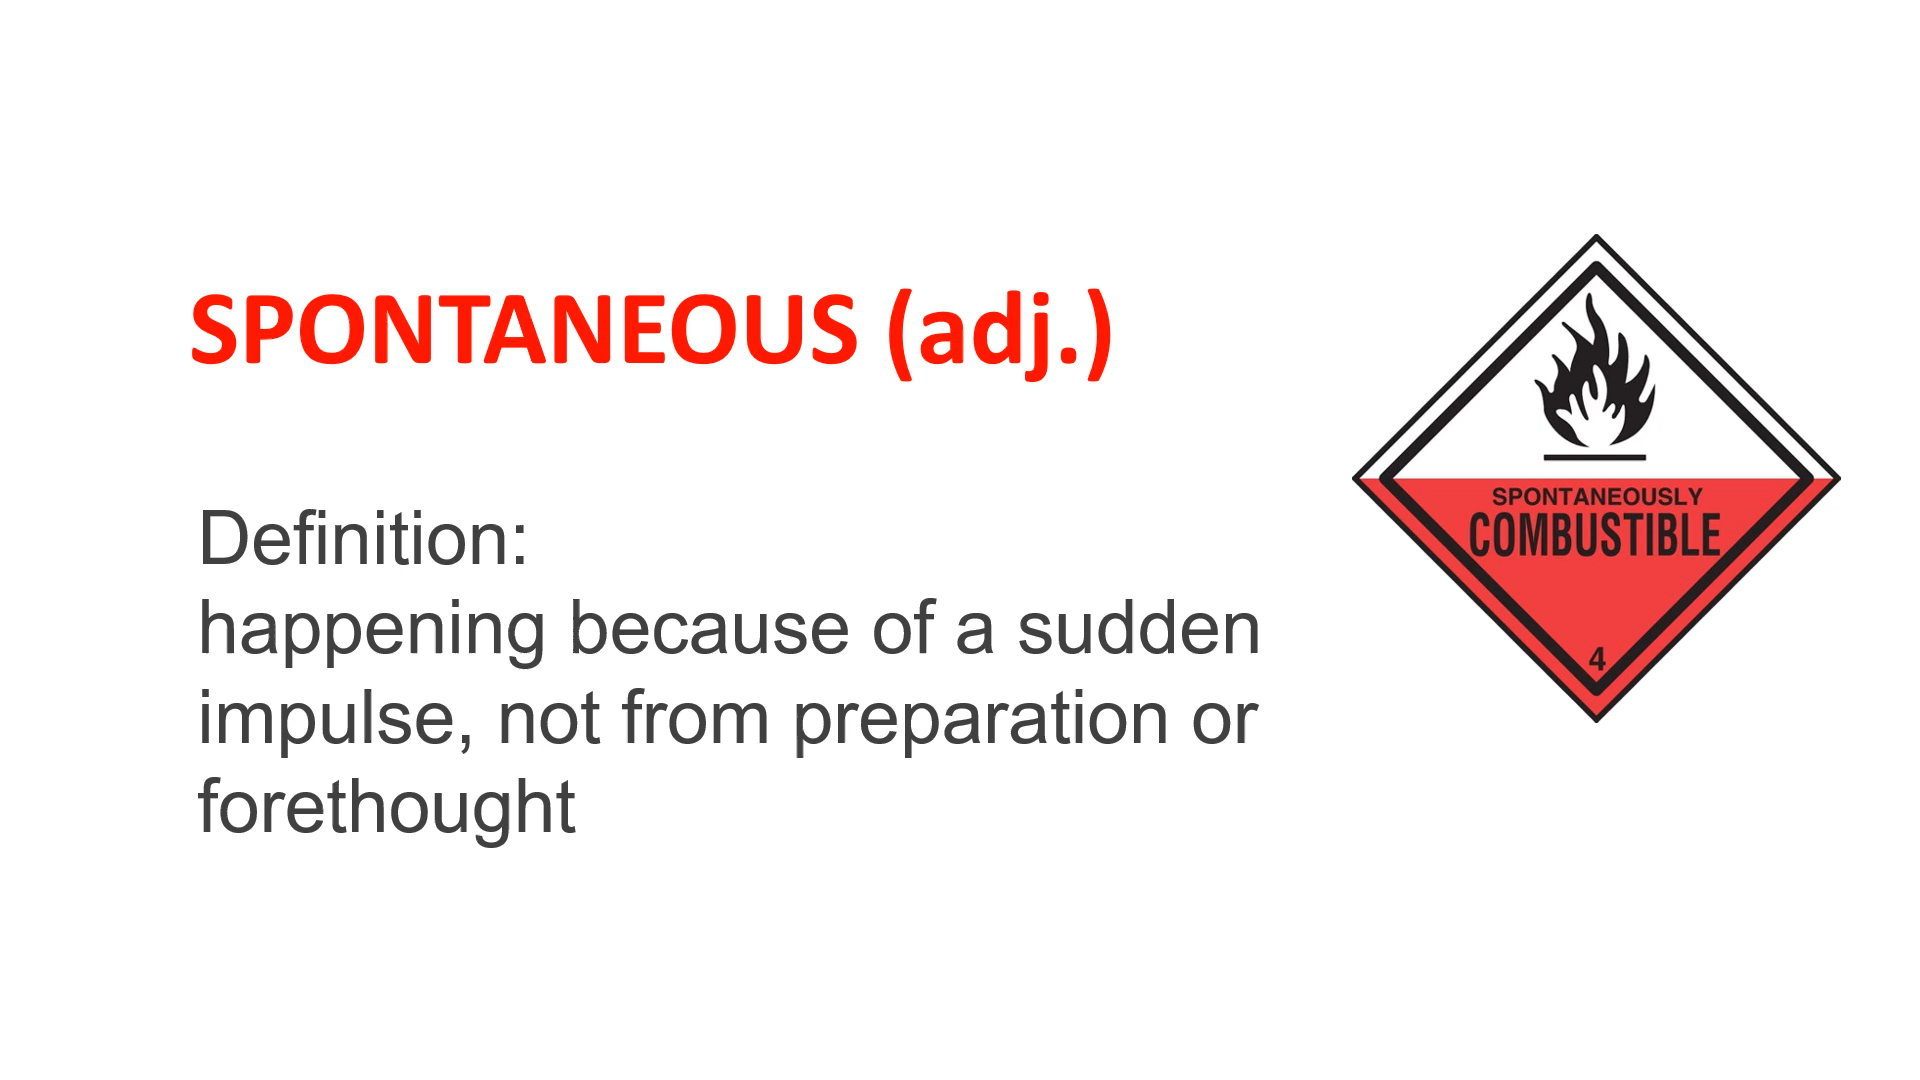 SPONTANEOUS (adj.)
Definition:
happening because of a sudden
impulse, not from preparation or
forethought
SPONTANEOUSLY
COMBUSTIBLE
4